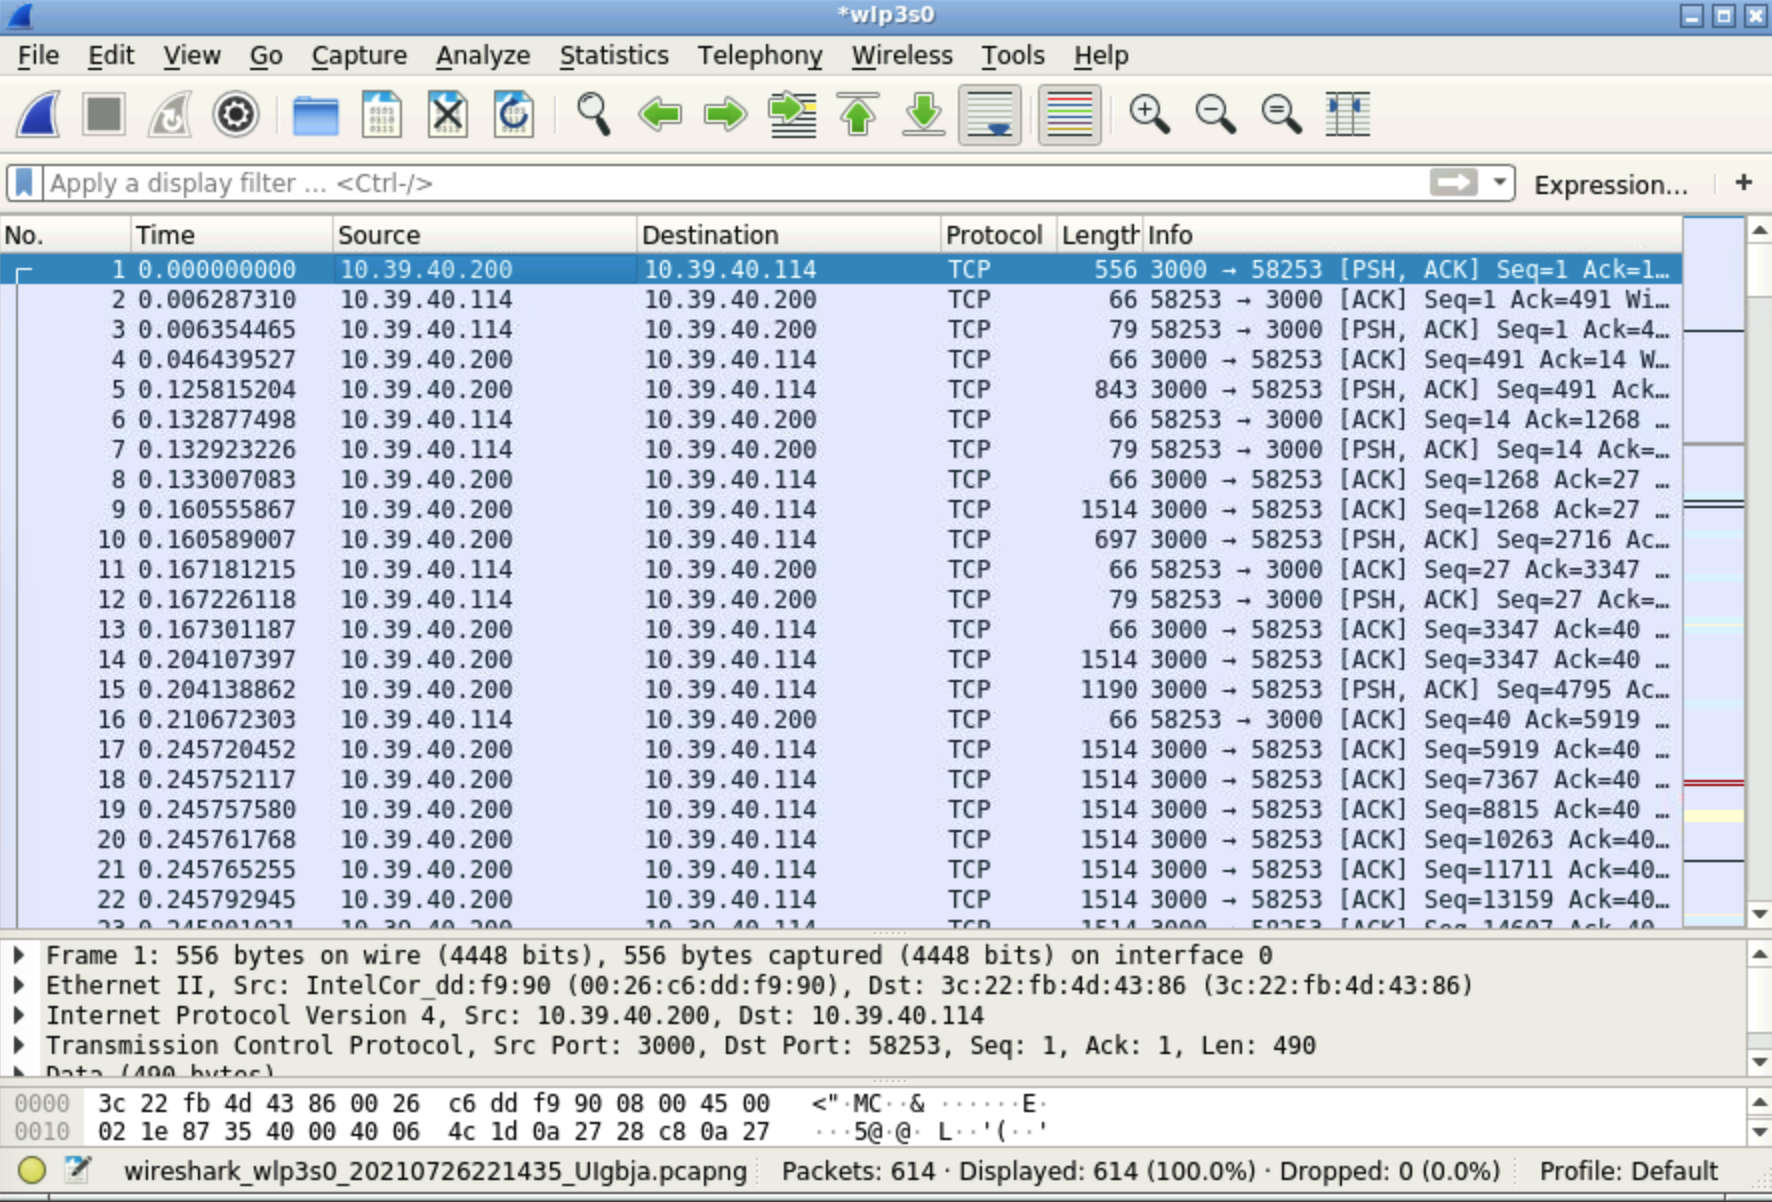 *wlp3s0
File Edit View Go Capture Analyze Statistics Telephony Wireless Tools Help
Apply a display filter ... <Ctrl-/> Expression... +
No. Time Source Destination Protocol Length Info
1 0.000000000 10.39.40.200 10.39.40.114 TCP 556 3000 → 58253 [PSH, ACK] Seq=1 Ack=1…
2 0.006287310 10.39.40.114 10.39.40.200 TCP 66 58253 → 3000 [ACK] Seq=1 Ack=491 Wi…
3 0.006354465 10.39.40.114 10.39.40.200 TCP 79 58253 → 3000 [PSH, ACK] Seq=1 Ack=4…
4 0.046439527 10.39.40.200 10.39.40.114 TCP 66 3000 → 58253 [ACK] Seq=491 Ack=14 W…
5 0.125815204 10.39.40.200 10.39.40.114 TCP 843 3000 → 58253 [PSH, ACK] Seq=491 Ack…
6 0.132877498 10.39.40.114 10.39.40.200 TCP 66 58253 → 3000 [ACK] Seq=14 Ack=1268 …
7 0.132923226 10.39.40.114 10.39.40.200 TCP 79 58253 → 3000 [PSH, ACK] Seq=14 Ack=…
8 0.133007083 10.39.40.200 10.39.40.114 TCP 66 3000 → 58253 [ACK] Seq=1268 Ack=27 …
9 0.160555867 10.39.40.200 10.39.40.114 TCP 1514 3000 → 58253 [ACK] Seq=1268 Ack=27 …
10 0.160589007 10.39.40.200 10.39.40.114 TCP 697 3000 → 58253 [PSH, ACK] Seq=2716 Ac…
11 0.167181215 10.39.40.114 10.39.40.200 TCP 66 58253 → 3000 [ACK] Seq=27 Ack=3347 …
12 0.167226118 10.39.40.114 10.39.40.200 TCP 79 58253 → 3000 [PSH, ACK] Seq=27 Ack=…
13 0.167301187 10.39.40.200 10.39.40.114 TCP 66 3000 → 58253 [ACK] Seq=3347 Ack=40 …
14 0.204107397 10.39.40.200 10.39.40.114 TCP 1514 3000 → 58253 [ACK] Seq=3347 Ack=40 …
15 0.204138862 10.39.40.200 10.39.40.114 TCP 1190 3000 → 58253 [PSH, ACK] Seq=4795 Ac…
16 0.210672303 10.39.40.114 10.39.40.200 TCP 66 58253 → 3000 [ACK] Seq=40 Ack=5919 …
17 0.245720452 10.39.40.200 10.39.40.114 TCP 1514 3000 → 58253 [ACK] Seq=5919 Ack=40 …
18 0.245752117 10.39.40.200 10.39.40.114 TCP 1514 3000 → 58253 [ACK] Seq=7367 Ack=40 …
19 0.245757580 10.39.40.200 10.39.40.114 TCP 1514 3000 → 58253 [ACK] Seq=8815 Ack=40 …
20 0.245761768 10.39.40.200 10.39.40.114 TCP 1514 3000 → 58253 [ACK] Seq=10263 Ack=40…
21 0.245765255 10.39.40.200 10.39.40.114 TCP 1514 3000 → 58253 [ACK] Seq=11711 Ack=40…
22 0.245792945 10.39.40.200 10.39.40.114 TCP 1514 3000 → 58253 [ACK] Seq=13159 Ack=40…
Frame 1: 556 bytes on wire (4448 bits), 556 bytes captured (4448 bits) on interface 0
Ethernet II, Src: IntelCor_dd:f9:90 (00:26:c6:dd:f9:90), Dst: 3c:22:fb:4d:43:86 (3c:22:fb:4d:43:86)
Internet Protocol Version 4, Src: 10.39.40.200, Dst: 10.39.40.114
Transmission Control Protocol, Src Port: 3000, Dst Port: 58253, Seq: 1, Ack: 1, Len: 490
Data (490 bytes)
0000 3c 22 fb 4d 43 86 00 26 c6 dd f9 90 08 00 45 00 <"·MC··& ······E·
0010 02 1e 87 35 40 00 40 06 4c 1d 0a 27 28 c8 0a 27 ···5@·@· L··'(··'
wireshark_wlp3s0_20210726221435_UIgbja.pcapng Packets: 614 · Displayed: 614 (100.0%) · Dropped: 0 (0.0%) Profile: Default